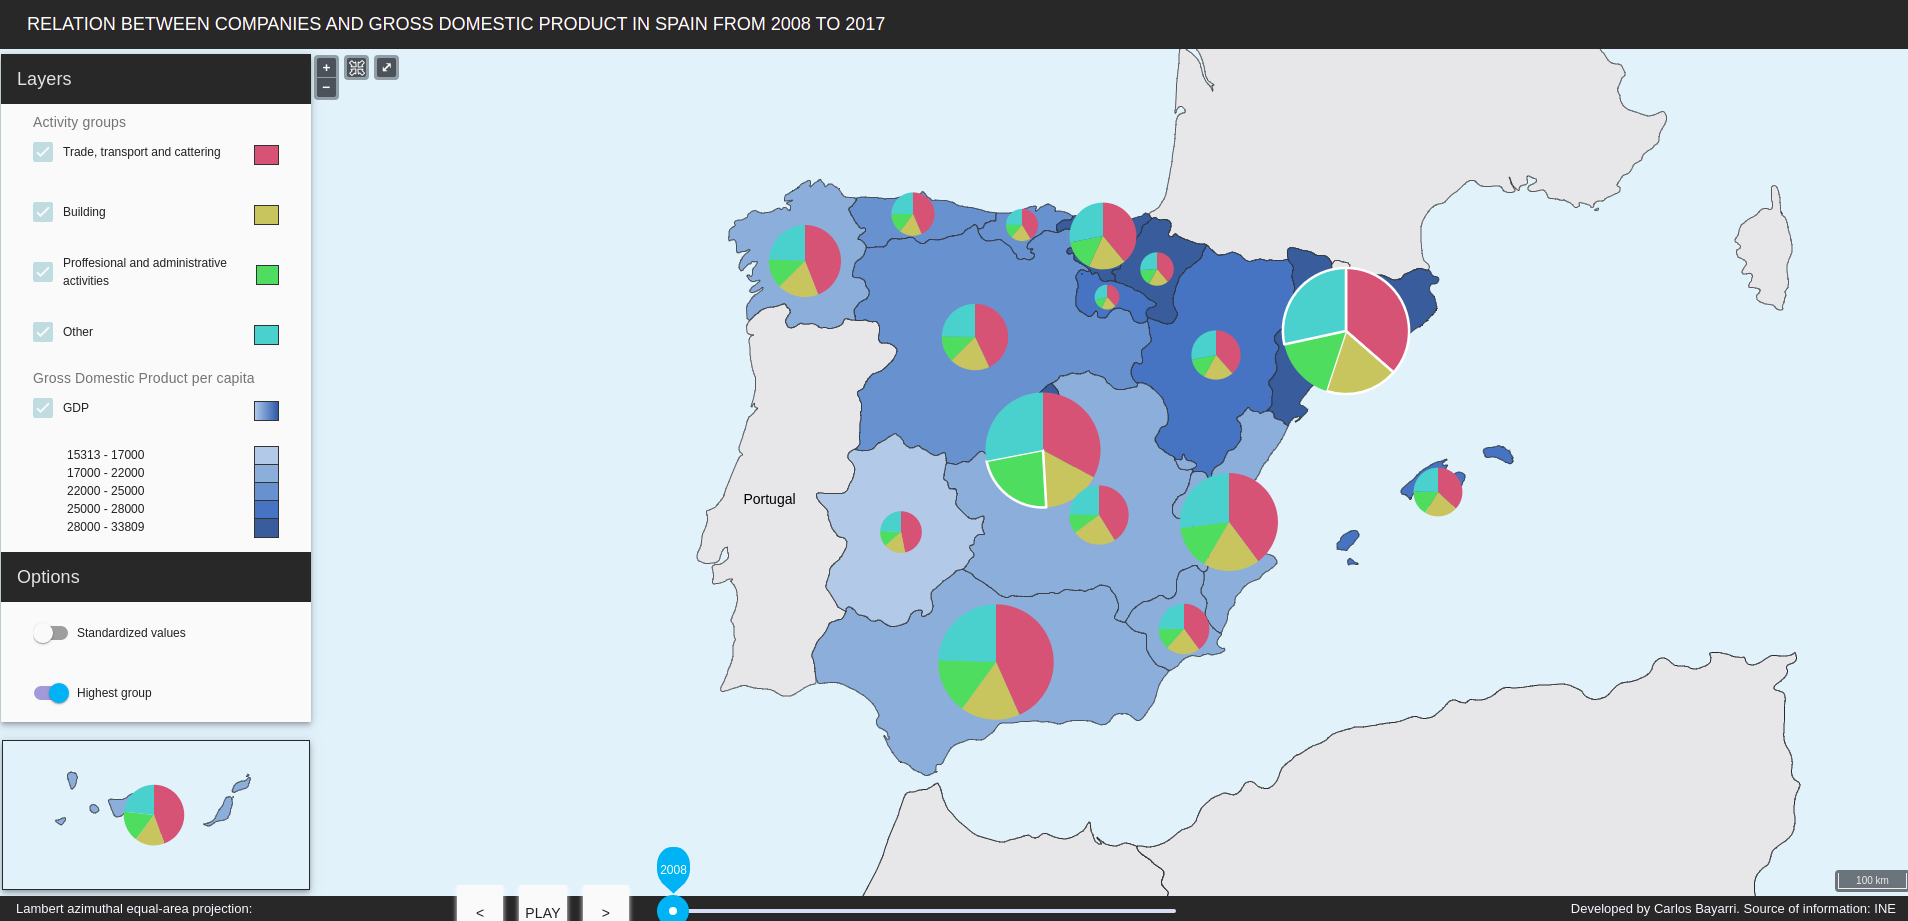 RELATION BETWEEN COMPANIES AND GROSS DOMESTIC PRODUCT IN SPAIN FROM 2008 TO 2017
Layers
Activity groups
Trade, transport and cattering
Building
Proffesional and administrative
activities
Other
Gross Domestic Product per capita
GDP
15313 - 17000
17000 - 22000
22000 - 25000
25000 - 28000
28000 - 33809
Options
Standardized values
Highest group
+
−
Portugal
2008
<
PLAY
>
100 km
Lambert azimuthal equal-area projection:
Developed by Carlos Bayarri. Source of information: INE